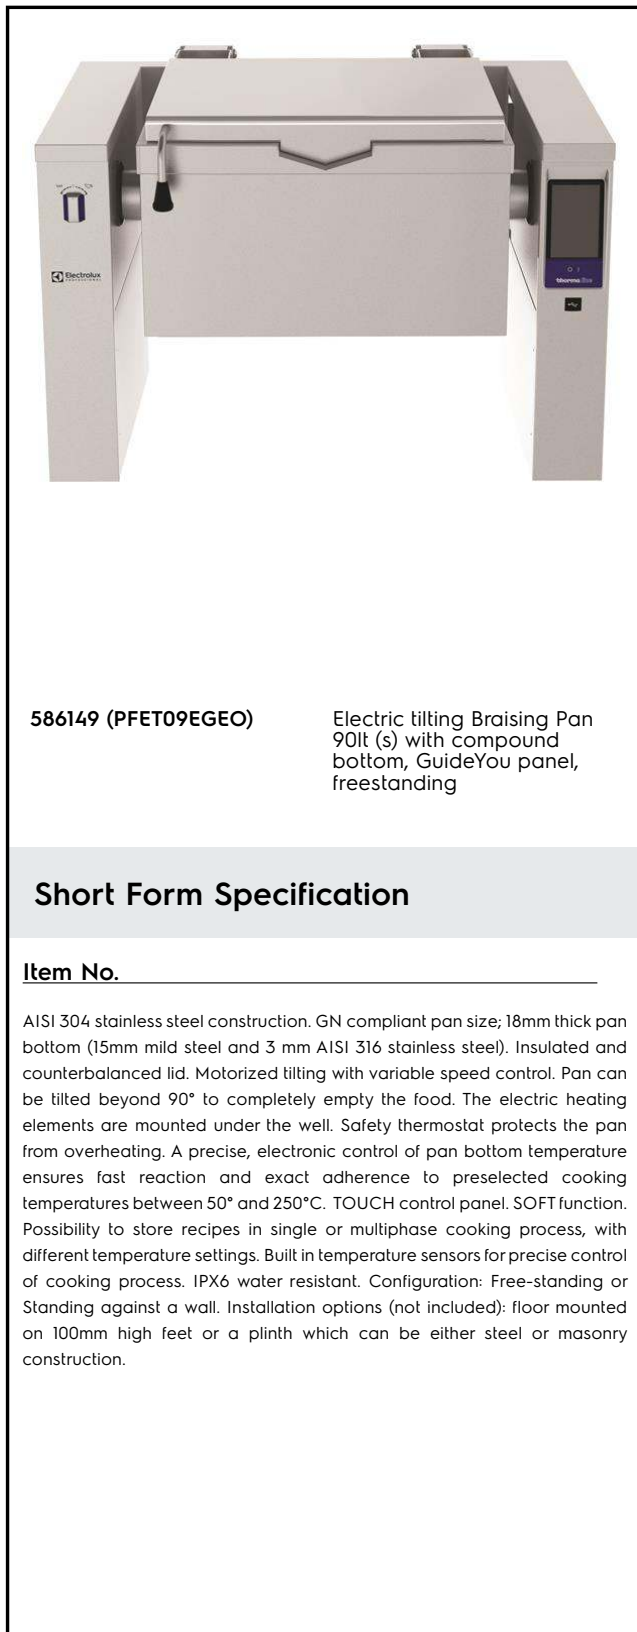 Electrolux
PROFESSIONAL
thermaline
586149 (PFET09EGEO)
Electric tilting Braising Pan
90lt (s) with compound
bottom, GuideYou panel,
freestanding
Short Form Specification
Item No.
AISI 304 stainless steel construction. GN compliant pan size; 18mm thick pan
bottom (15mm mild steel and 3 mm AISI 316 stainless steel). Insulated and
counterbalanced lid. Motorized tilting with variable speed control. Pan can
be tilted beyond 90° to completely empty the food. The electric heating
elements are mounted under the well. Safety thermostat protects the pan
from overheating. A precise, electronic control of pan bottom temperature
ensures fast reaction and exact adherence to preselected cooking
temperatures between 50° and 250°C. TOUCH control panel. SOFT function.
Possibility to store recipes in single or multiphase cooking process, with
different temperature settings. Built in temperature sensors for precise control
of cooking process. IPX6 water resistant. Configuration: Free-standing or
Standing against a wall. Installation options (not included): floor mounted
on 100mm high feet or a plinth which can be either steel or masonry
construction.